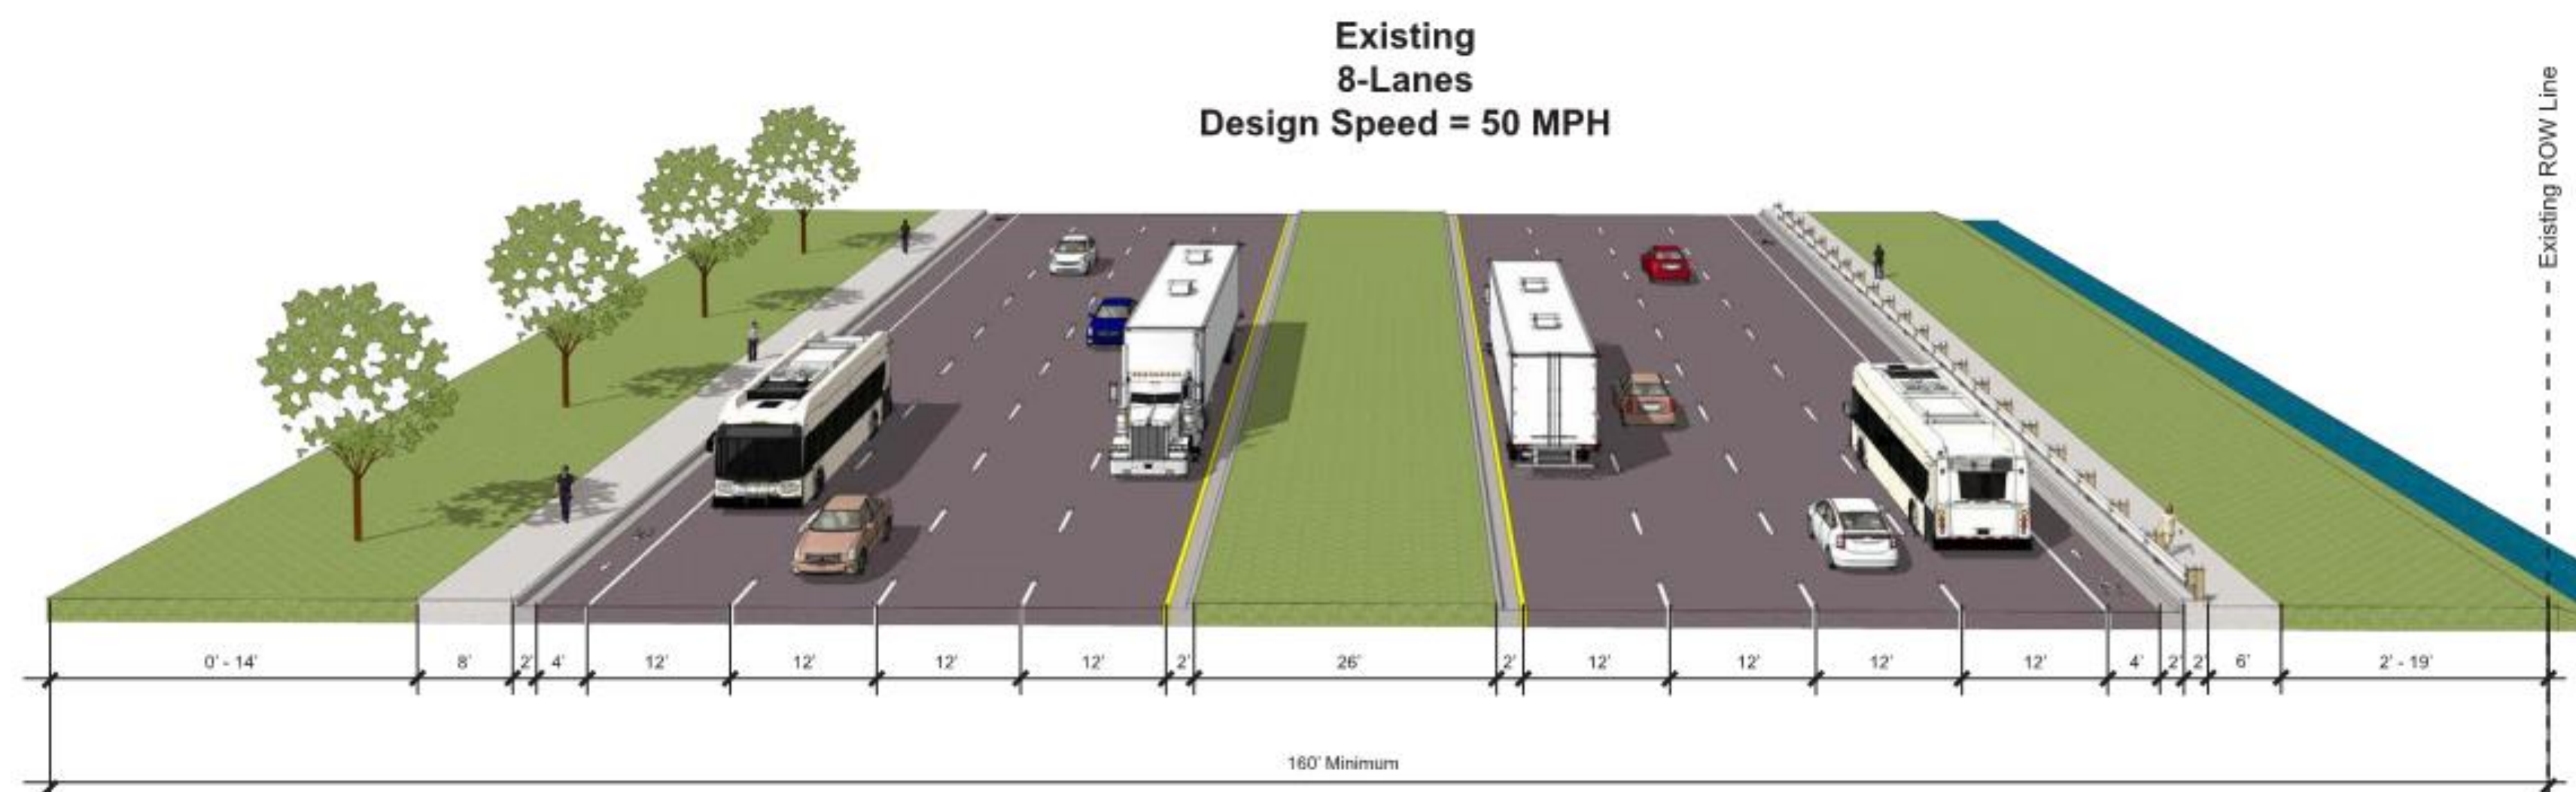 Existing
8-Lanes
Design Speed = 50 MPH
Existing ROW Line
0' - 14' 8' 2' 4' 12' 12' 12' 12' 2' 26' 2' 12' 12' 12' 12' 4' 2' 2' 6' 2' - 19'
160' Minimum